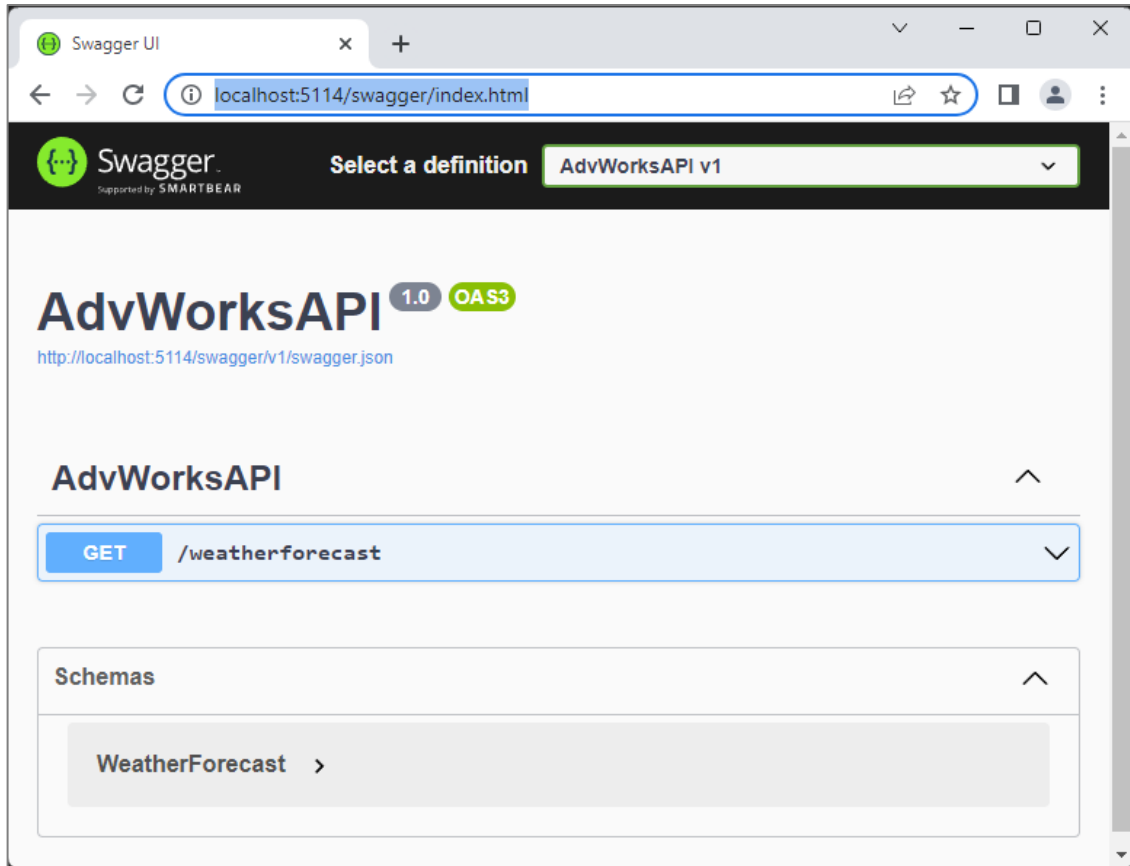 Swagger UI
localhost:5114/swagger/index.html
Swagger.
Supported by SMARTBEAR
Select a definition
AdvWorksAPI v1
AdvWorksAPI 1.0 OAS3
http://localhost:5114/swagger/v1/swagger.json
AdvWorksAPI
GET /weatherforecast
Schemas
WeatherForecast